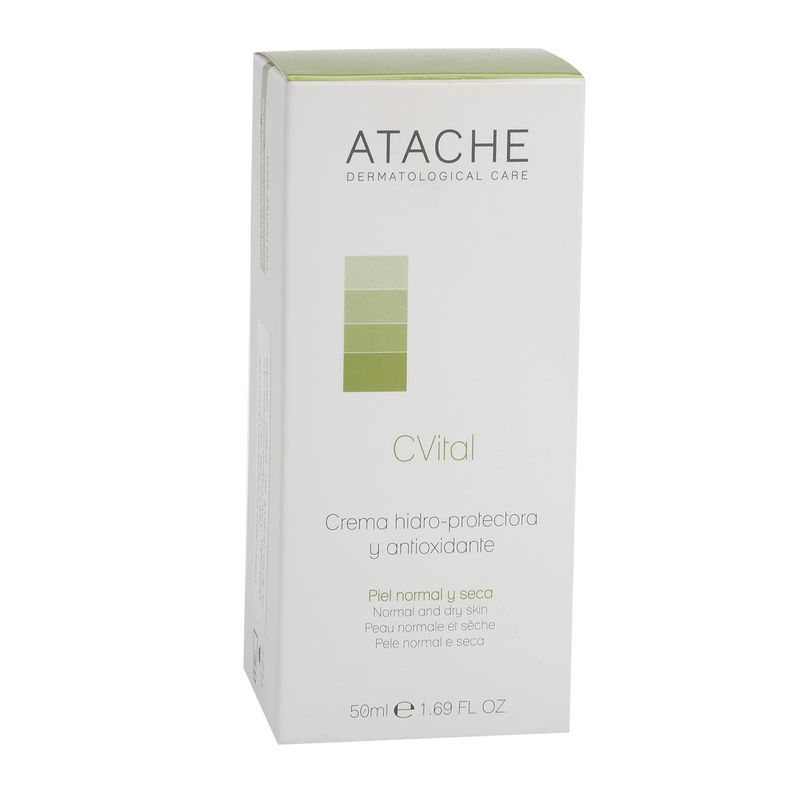 ATACHE
DERMATOLOGICAL CARE
CVital
Crema hidro-protectora
y antioxidante
Piel normal y seca
Normal and dry skin
Peau normale et sèche
Pele normal e seca
50ml ℮ 1.69 FL OZ